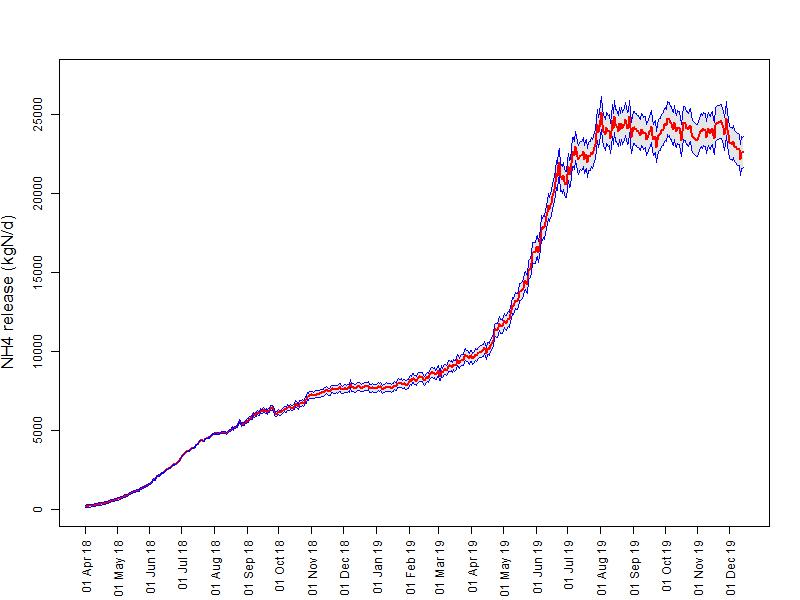 NH4 release (kgN/d)
25000
20000
15000
10000
5000
0
01 Apr 18
01 May 18
01 Jun 18
01 Jul 18
01 Aug 18
01 Sep 18
01 Oct 18
01 Nov 18
01 Dec 18
01 Jan 19
01 Feb 19
01 Mar 19
01 Apr 19
01 May 19
01 Jun 19
01 Jul 19
01 Aug 19
01 Sep 19
01 Oct 19
01 Nov 19
01 Dec 19